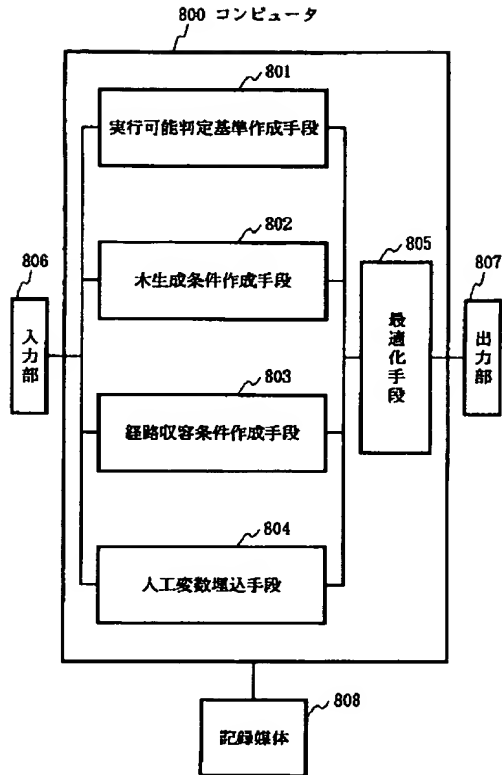 800 コンピュータ
801
実行可能判定基準作成手段
802
木生成条件作成手段
803
経路収容条件作成手段
804
人工変数埋込手段
805
最適化手段
806
入力部
807
出力部
808
記録媒体